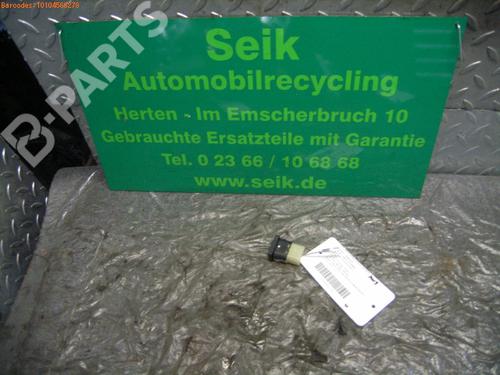 Barcodes:10104568278
B-PARTS
Seik
Automobilrecycling
Herten - Im Emscherbruch 10
Gebrauchte Ersatzteile mit Garantie
Tel. 0 23 66 / 10 68 68
www.seik.de